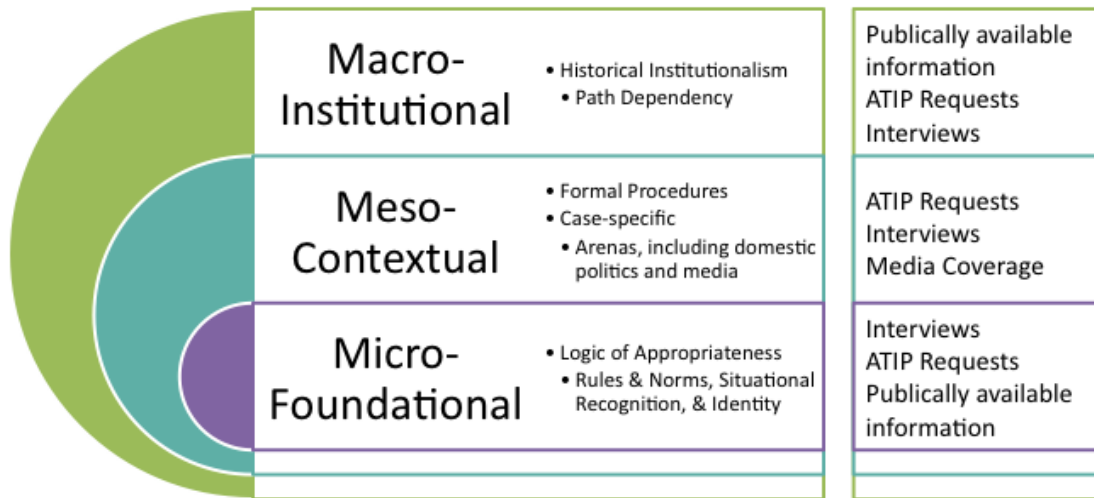 Macro-
Institutional
• Historical Institutionalism
• Path Dependency
Publically available
information
ATIP Requests
Interviews
Meso-
Contextual
• Formal Procedures
• Case-specific
• Arenas, including domestic
politics and media
ATIP Requests
Interviews
Media Coverage
Micro-
Foundational
• Logic of Appropriateness
• Rules & Norms, Situational
Recognition, & Identity
Interviews
ATIP Requests
Publically available
information